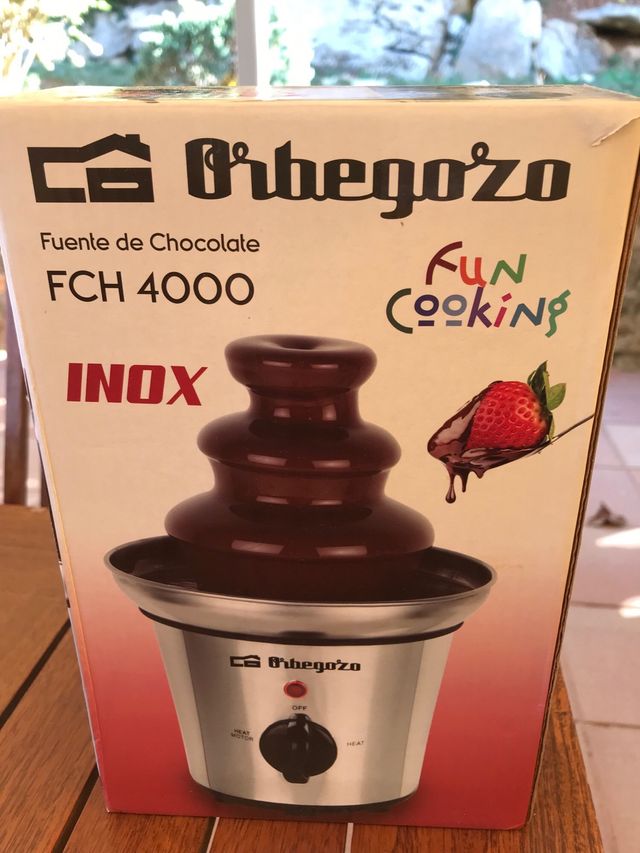 Orbegozo
Fuente de Chocolate
FCH 4000
FUN
COOKiNg
INOX
Orbegozo
OFF
HEAT
MOTOR
HEAT